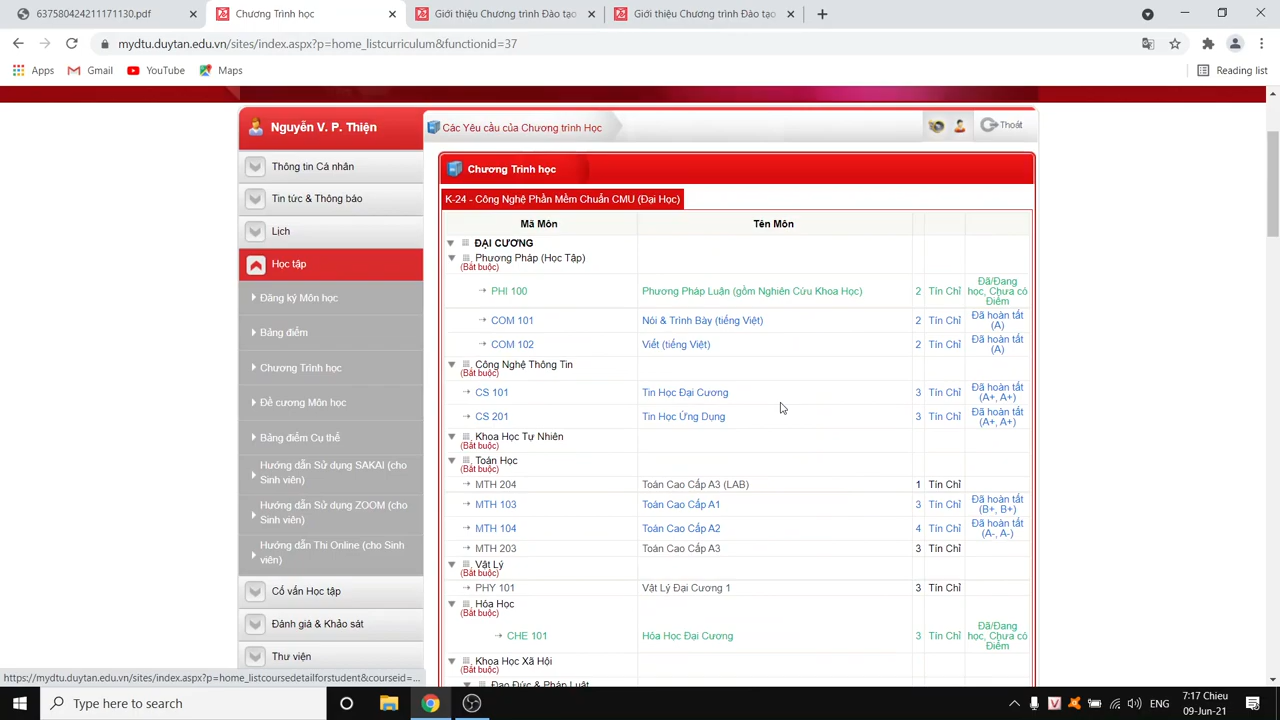 637580424211171130.pdf
Chương Trình học
Giới thiệu Chương trình Đào tạo
Giới thiệu Chương trình Đào tạo
mydtu.duytan.edu.vn/sites/index.aspx?p=home_listcurriculum&functionid=37
Apps
Gmail
YouTube
Maps
Reading list
Nguyễn V. P. Thiện
Các Yêu cầu của Chương trình Học
Thoát
Thông tin Cá nhân
Tin tức & Thông báo
Lịch
Học tập
Đăng ký Môn học
Bảng điểm
Chương Trình học
Đề cương Môn học
Bảng điểm Cụ thể
Hướng dẫn Sử dụng SAKAI (cho
Sinh viên)
Hướng dẫn Sử dụng ZOOM (cho
Sinh viên)
Hướng dẫn Thi Online (cho Sinh
viên)
Cố vấn Học tập
Đánh giá & Khảo sát
Thư viện
Chương Trình học
K-24 - Công Nghệ Phần Mềm Chuẩn CMU (Đại Học)
Mã Môn Tên Môn
ĐẠI CƯƠNG
Phương Pháp (Học Tập)
(Bắt buộc)
PHI 100 Phương Pháp Luận (gồm Nghiên Cứu Khoa Học) 2 Tín Chỉ Đã/Đang
học, Chưa có
Điểm
COM 101 Nói & Trình Bày (tiếng Việt) 2 Tín Chỉ Đã hoàn tất
(A)
COM 102 Viết (tiếng Việt) 2 Tín Chỉ Đã hoàn tất
(A)
Công Nghệ Thông Tin
(Bắt buộc)
CS 101 Tin Học Đại Cương 3 Tín Chỉ Đã hoàn tất
(A+, A+)
CS 201 Tin Học Ứng Dụng 3 Tín Chỉ Đã hoàn tất
(A+, A+)
Khoa Học Tự Nhiên
(Bắt buộc)
Toán Học
(Bắt buộc)
MTH 204 Toán Cao Cấp A3 (LAB) 1 Tín Chỉ
MTH 103 Toán Cao Cấp A1 3 Tín Chỉ Đã hoàn tất
(B+, B+)
MTH 104 Toán Cao Cấp A2 4 Tín Chỉ Đã hoàn tất
(A-, A-)
MTH 203 Toán Cao Cấp A3 3 Tín Chỉ
Vật Lý
(Bắt buộc)
PHY 101 Vật Lý Đại Cương 1 3 Tín Chỉ
Hóa Học
(Bắt buộc)
CHE 101 Hóa Học Đại Cương 3 Tín Chỉ Đã/Đang
học, Chưa có
Điểm
Khoa Học Xã Hội
(Bắt buộc)
Đạo Đức & Pháp Luật
https://mydtu.duytan.edu.vn/sites/index.aspx?p=home_listcoursedetailforstudent&courseid=...
Type here to search
ENG
7:17 Chiều
09-Jun-21